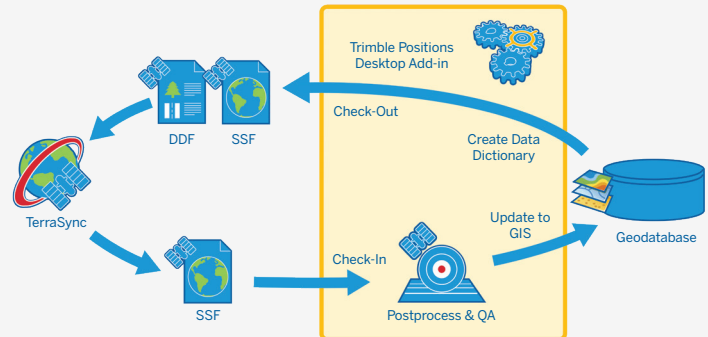 Trimble Positions
Desktop Add-in
Check-Out
DDF
SSF
Create Data
Dictionary
TerraSync
Update to
GIS
Geodatabase
Check-In
SSF
Postprocess & QA